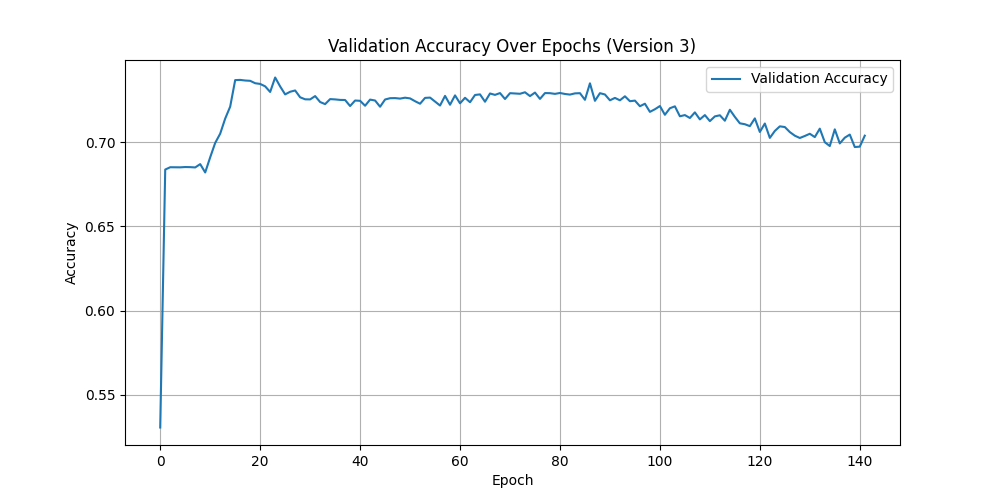 Validation Accuracy Over Epochs (Version 3)
Validation Accuracy
0.70
0.65
0.60
0.55
Accuracy
0 20 40 60 80 100 120 140
Epoch